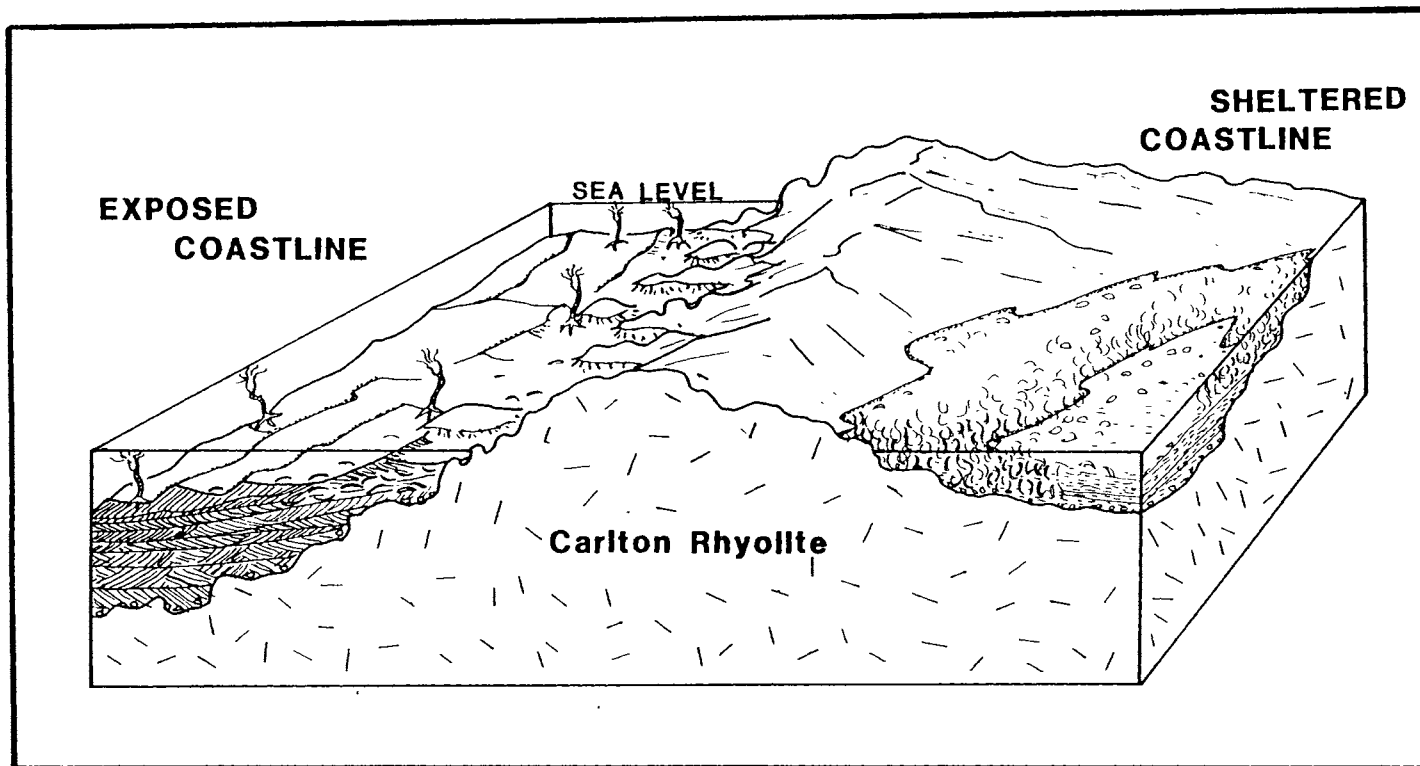 SHELTERED
COASTLINE
SEA LEVEL
EXPOSED
COASTLINE
Carlton Rhyolite